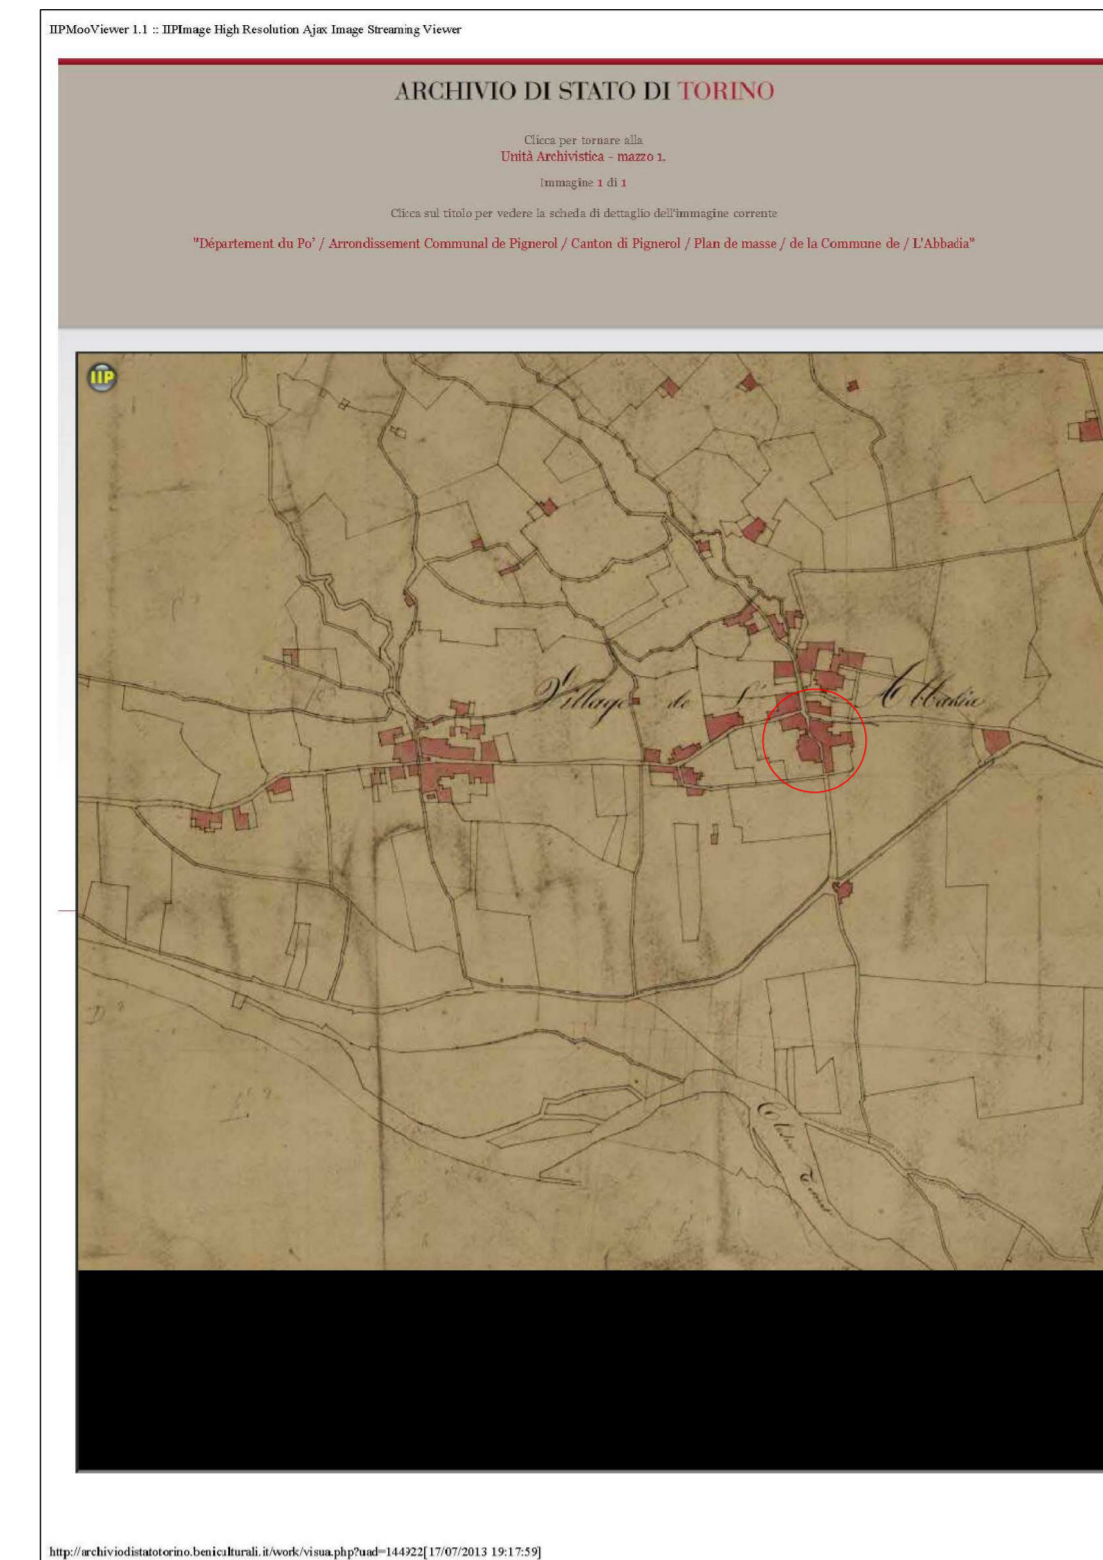 IIPMooViewer 1.1 :: IIPImage High Resolution Ajax Image Streaming Viewer
ARCHIVIO DI STATO DI TORINO
Clicca per tornare alla
Unità Archivistica - mazzo 1.
Immagine 1 di 1
Clicca sul titolo per vedere la scheda di dettaglio dell'immagine corrente
"Départment du Po' / Arrondissement Communal de Pignerol / Canton di Pignerol / Plan de masse / de la Commune de / L'Abbadia"
IIP
Village de L' Abbadia
http://archiviodistatotorino.beniculturali.it/work/visua.php?uad=144922[17/07/2013 19:17:59]